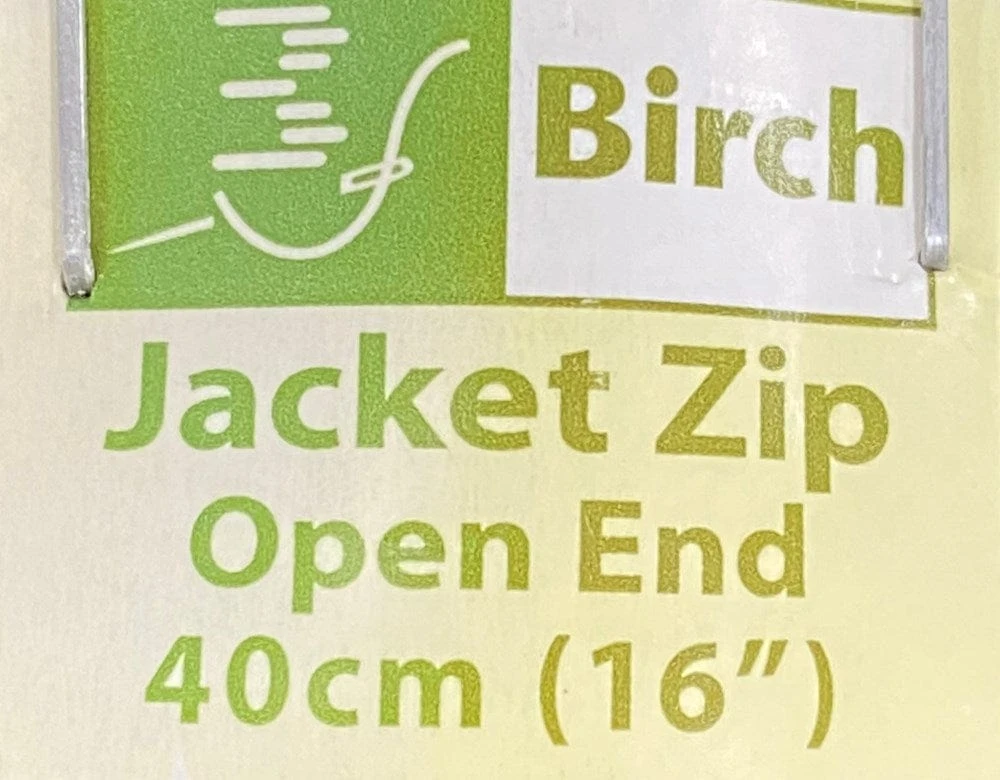 Birch
Jacket Zip
Open End
40cm (16”)